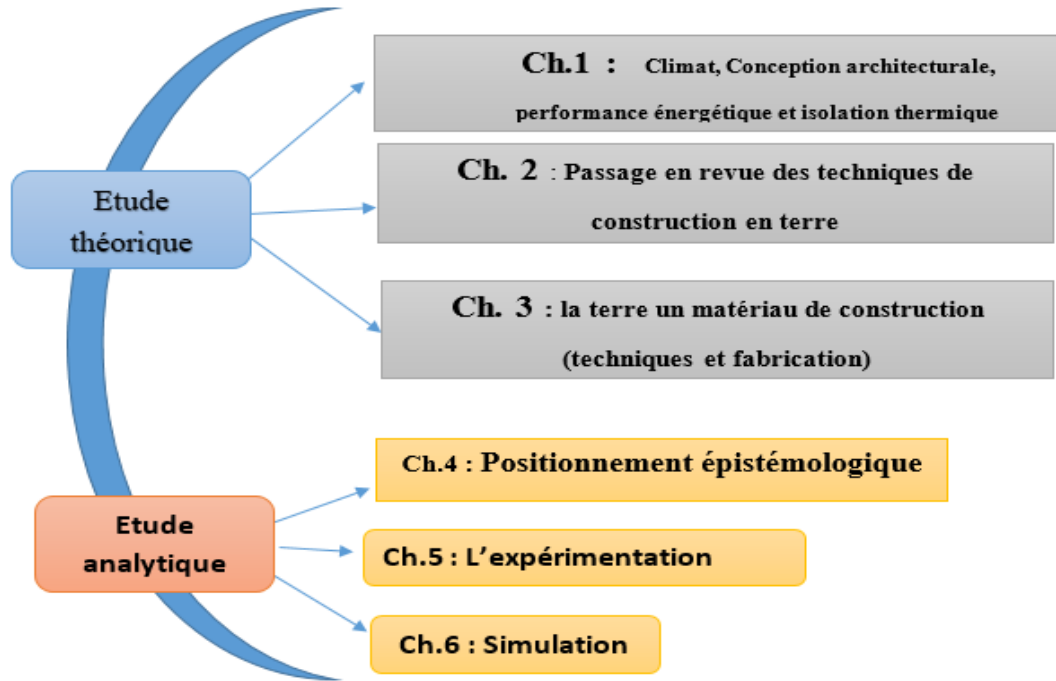 Etude
théorique
Ch.1 : Climat, Conception architecturale,
performance énergétique et isolation thermique
Ch. 2 : Passage en revue des techniques de
construction en terre
Ch. 3 : la terre un matériau de construction
(techniques et fabrication)
Etude
analytique
Ch.4 : Positionnement épistémologique
Ch.5 : L’expérimentation
Ch.6 : Simulation